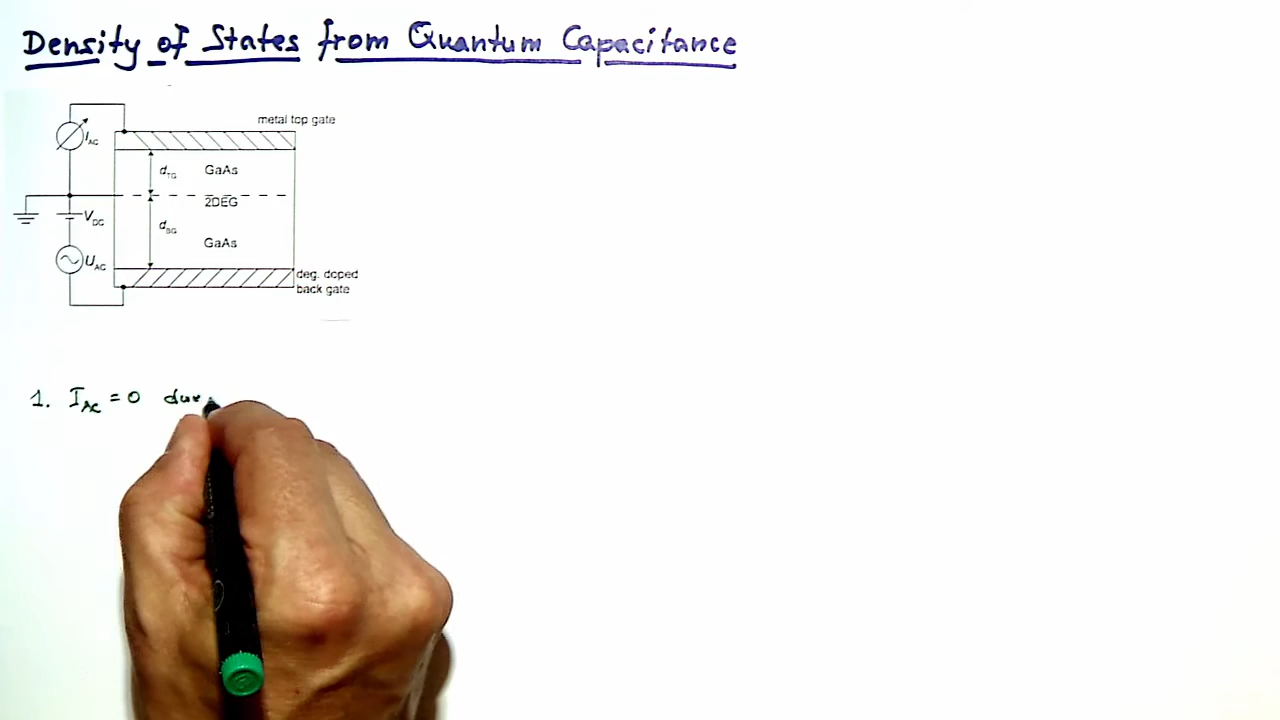 Density of States from Quantum Capacitance
metal top gate
I_AC
d_TG
GaAs
2DEG
V_DC
d_BG
GaAs
U_AC
deg. doped
back gate
1. I_AC = 0